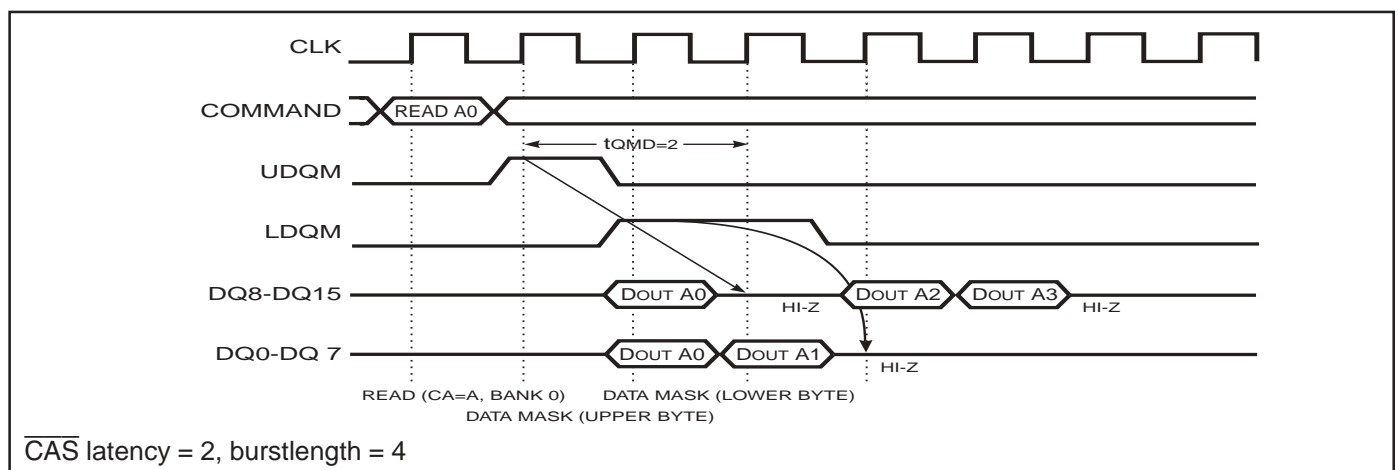 CLK
COMMAND READ A0
tQMD=2
UDQM
LDQM
DQ8-DQ15 DOUT A0 HI-Z DOUT A2 DOUT A3 HI-Z
DQ0-DQ 7 DOUT A0 DOUT A1 HI-Z
READ (CA=A, BANK 0) DATA MASK (LOWER BYTE)
DATA MASK (UPPER BYTE)
CAS latency = 2, burstlength = 4